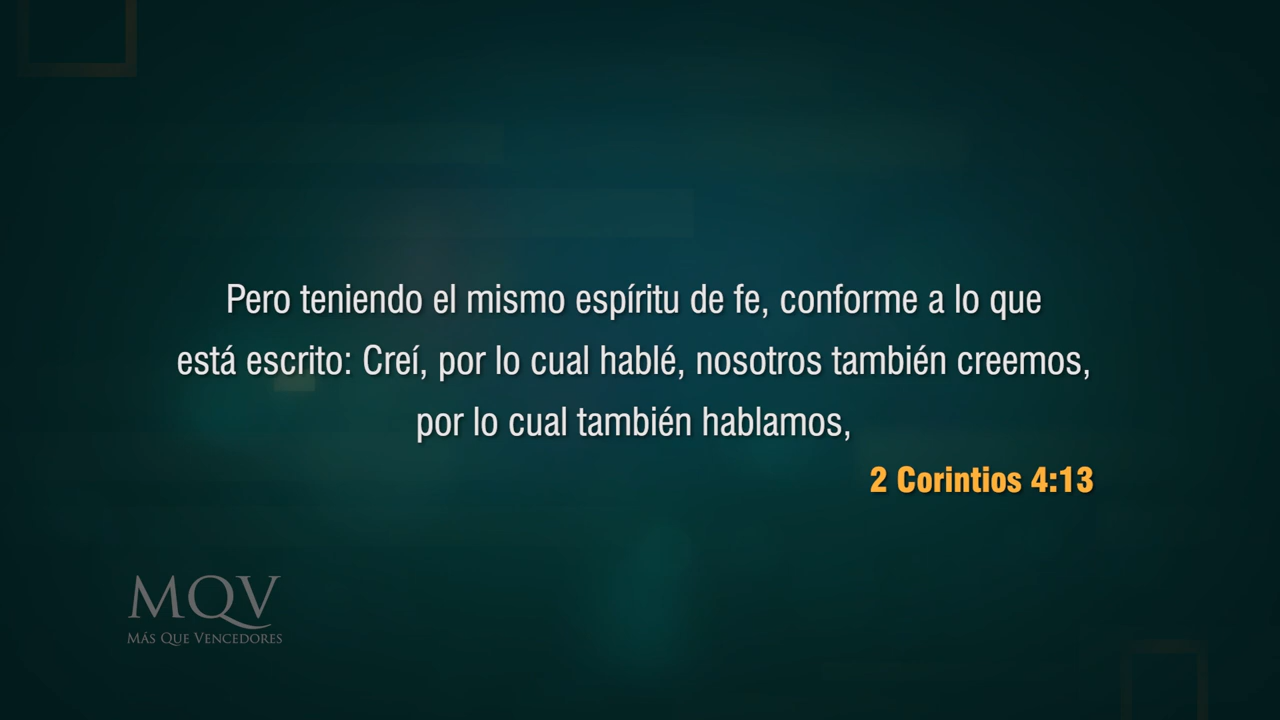 Pero teniendo el mismo espíritu de fe, conforme a lo que
está escrito: Creí, por lo cual hablé, nosotros también creemos,
por lo cual también hablamos,
2 Corintios 4:13
MQV
MÁS QUE VENCEDORES